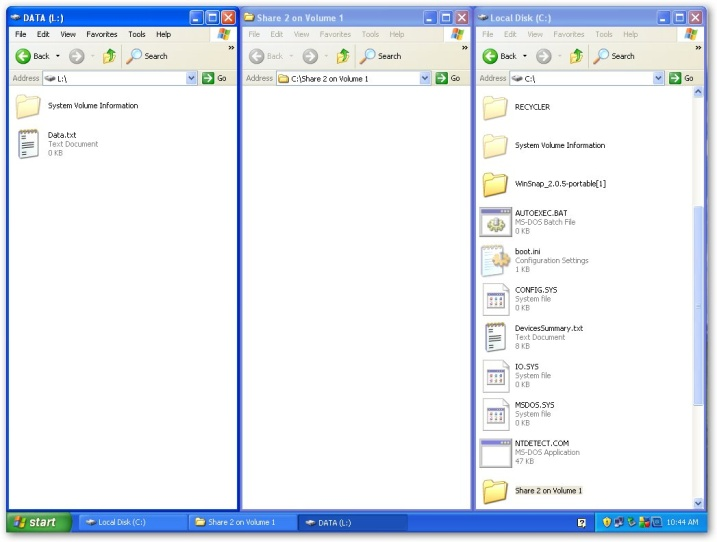 DATA (L:)
File Edit View Favorites Tools Help
Back Search
Address L:\ Go
System Volume Information
Data.txt
Text Document
0 KB
Share 2 on Volume 1
File Edit View Favorites Tools Help
Back Search
Address C:\Share 2 on Volume 1 Go
Local Disk (C:)
File Edit View Favorites Tools Help
Back Search
Address C:\ Go
RECYCLER
System Volume Information
WinSnap_2.0.5-portable[1]
AUTOEXEC.BAT
MS-DOS Batch File
0 KB
boot.ini
Configuration Settings
1 KB
CONFIG.SYS
System file
0 KB
DevicesSummary.txt
Text Document
8 KB
IO.SYS
System file
0 KB
MSDOS.SYS
System file
0 KB
NTDETECT.COM
MS-DOS Application
47 KB
Share 2 on Volume 1
start Local Disk (C:) Share 2 on Volume 1 DATA (L:) 10:44 AM